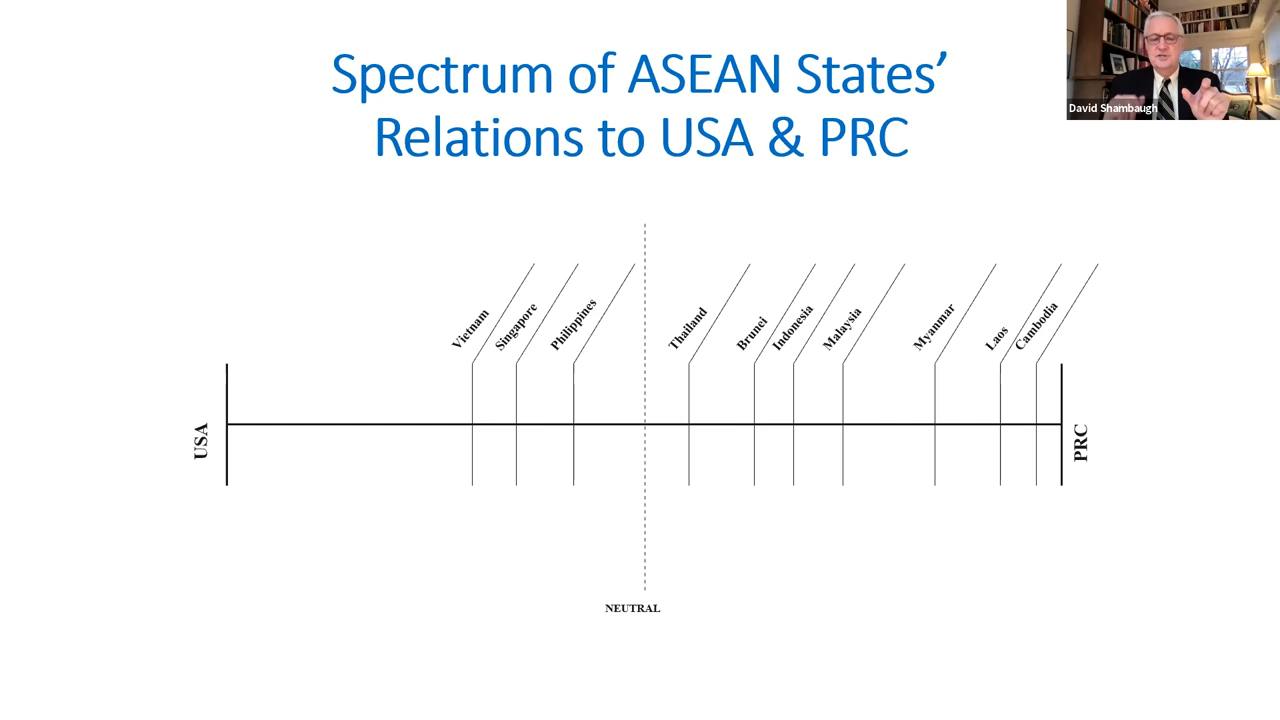 Spectrum of ASEAN States’
Relations to USA & PRC
David Shambaugh
Vietnam
Singapore
Philippines
Thailand
Brunei
Indonesia
Malaysia
Myanmar
Laos
Cambodia
USA
PRC
NEUTRAL